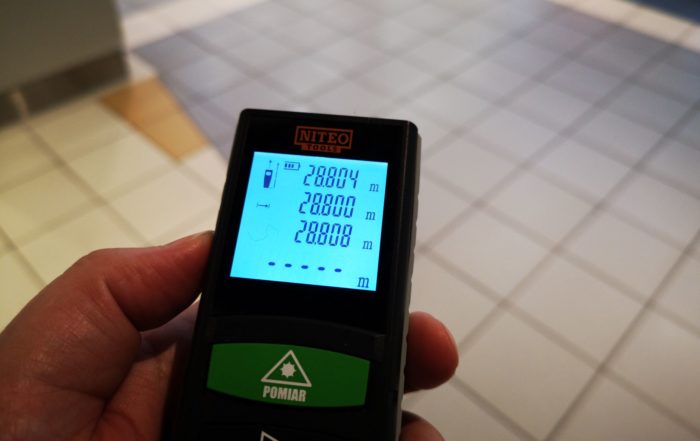 NITEO
TOOLS
28.804 m
28.800 m
28.808 m
----- m
POMIAR